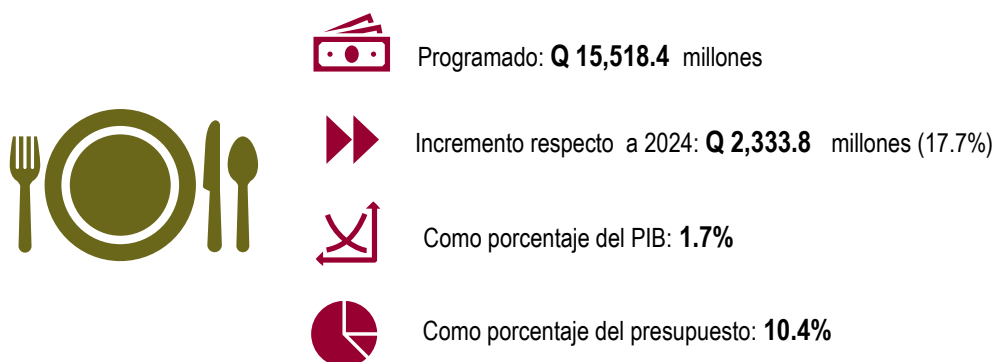 Programado: Q 15,518.4 millones
Incremento respecto a 2024: Q 2,333.8 millones (17.7%)
Como porcentaje del PIB: 1.7%
Como porcentaje del presupuesto: 10.4%